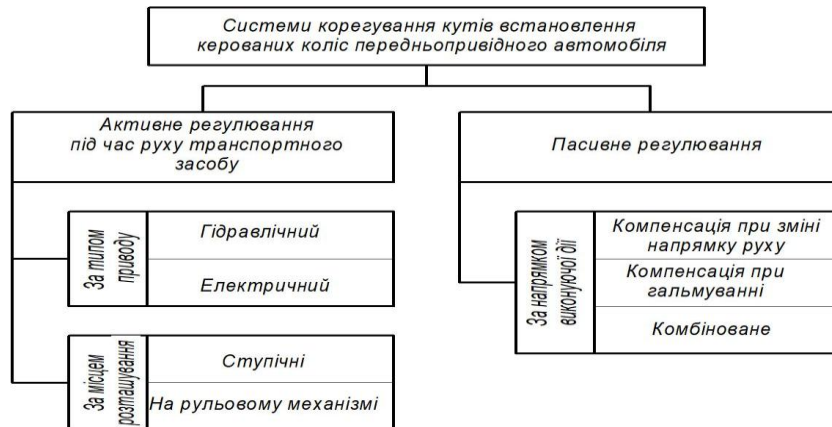 Системи корегування кутів встановлення
керованих коліс передньопривідного автомобіля
Активне регулювання
під час руху транспортного
засобу
За типом
приводу
Гідравлічний
Електричний
За місцем
розташування
Ступічні
На рульовому механізмі
Пасивне регулювання
За напрямком
виконуючої дії
Компенсація при зміні
напрямку руху
Компенсація при
гальмуванні
Комбіноване